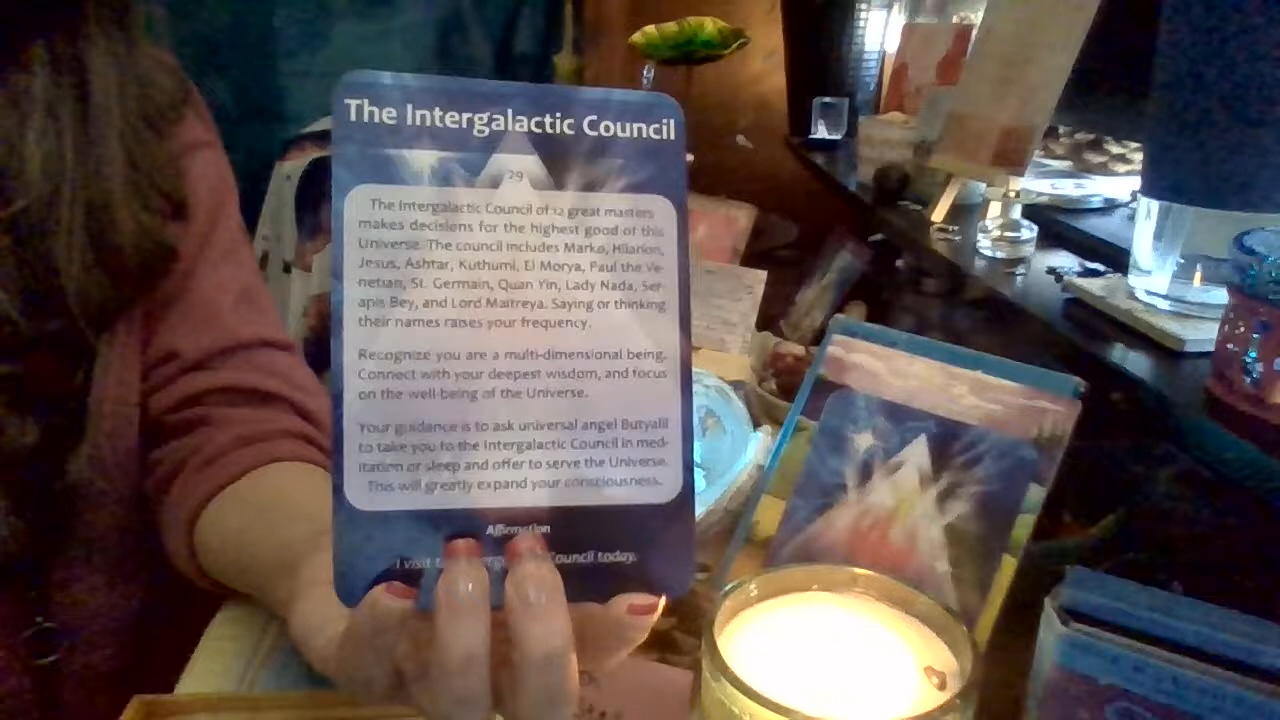 The Intergalactic Council
29
The Intergalactic Council of 12 great masters
makes decisions for the highest good of this
Universe. The council includes Marko, Hilarion,
Jesus, Ashtar, Kuthumi, El Morya, Paul the Ve-
netian, St. Germain, Quan Yin, Lady Nada, Ser-
apis Bey, and Lord Maitreya. Saying or thinking
their names raises your frequency.
Recognize you are a multi-dimensional being.
Connect with your deepest wisdom, and focus
on the well-being of the Universe.
Your guidance is to ask universal angel Butyalil
to take you to the Intergalactic Council in med-
itation or sleep and offer to serve the Universe.
This will greatly expand your consciousness.
Affirmation
I visit Council today.